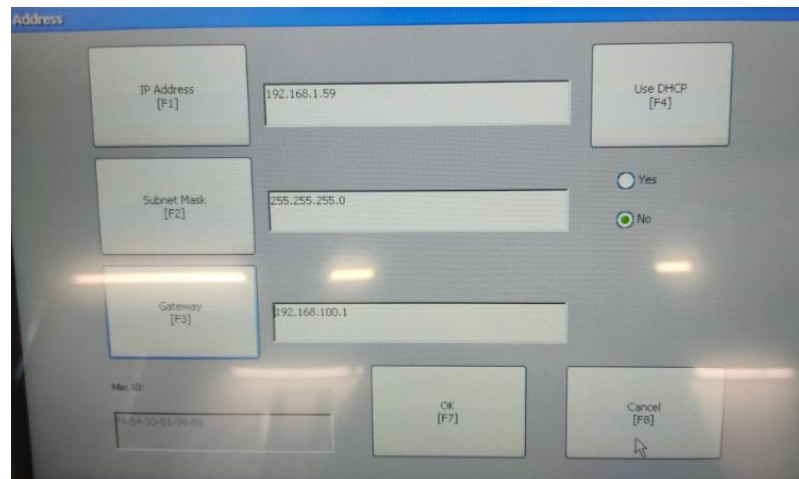 Address
IP Address
[F1]
192.168.1.59
Use DHCP
[F4]
Subnet Mask
[F2]
255.255.255.0
Yes
No
Gateway
[F3]
192.168.100.1
Mac ID:
OK
[F7]
Cancel
[F8]